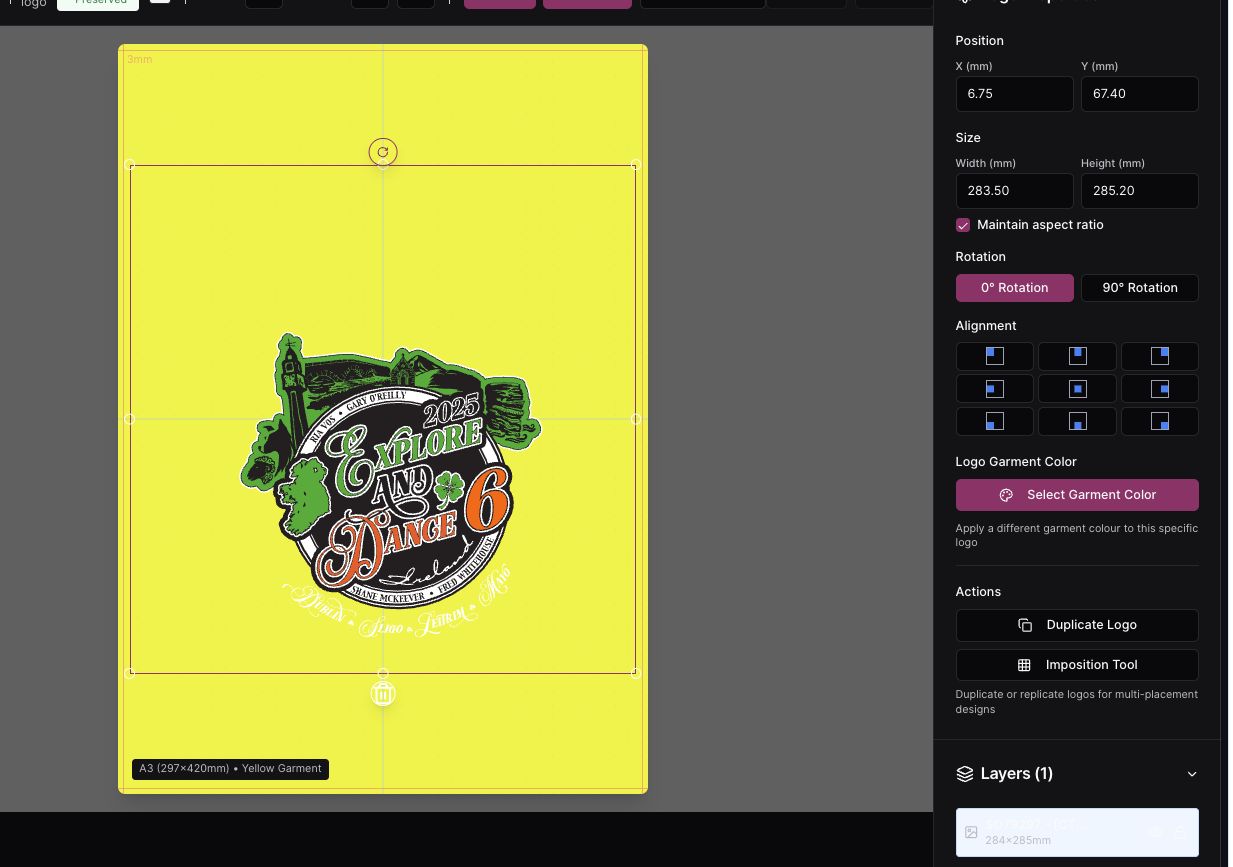 logo
Preserved
3mm
RIA VOS • GARY O'REILLY
2025
EXPLORE
AND
DANCE 6
Ireland
SHANE MCKEEVER • FRED WHITEHOUSE
DUBLIN SLIGO LEITRIM MAYO
A3 (297×420mm) • Yellow Garment
Position
X (mm)
Y (mm)
6.75
67.40
Size
Width (mm)
Height (mm)
283.50
285.20
Maintain aspect ratio
Rotation
0° Rotation
90° Rotation
Alignment
Logo Garment Color
Select Garment Color
Apply a different garment colour to this specific
logo
Actions
Duplicate Logo
Imposition Tool
Duplicate or replicate logos for multi-placement
designs
Layers (1)
284×285mm